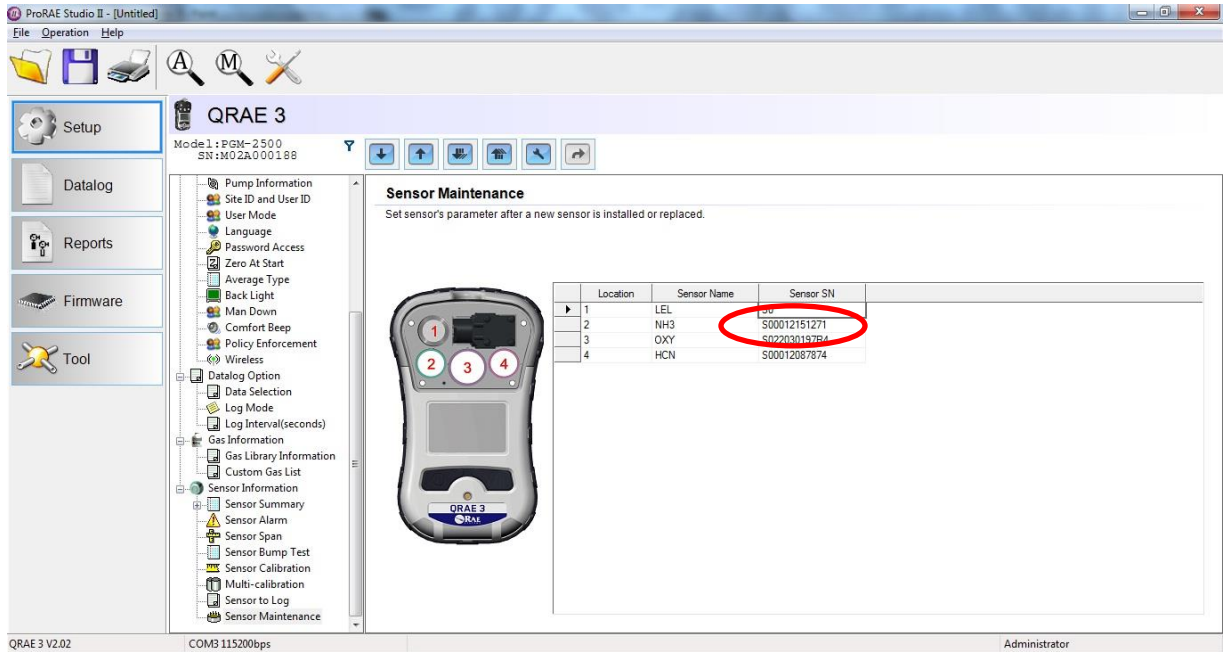 ProRAE Studio II - [Untitled]
File Operation Help
A M
Setup
Datalog
Reports
Firmware
Tool
QRAE 3
Model:PGM-2500
SN:M02A000188
Pump Information
Site ID and User ID
User Mode
Language
Password Access
Zero At Start
Average Type
Back Light
Man Down
Comfort Beep
Policy Enforcement
Wireless
Datalog Option
Data Selection
Log Mode
Log Interval(seconds)
Gas Information
Gas Library Information
Custom Gas List
Sensor Information
Sensor Summary
Sensor Alarm
Sensor Span
Sensor Bump Test
Sensor Calibration
Multi-calibration
Sensor to Log
Sensor Maintenance
Sensor Maintenance
Set sensor's parameter after a new sensor is installed or replaced.
1
2 3 4
QRAE 3
RAE
Location Sensor Name Sensor SN
1 LEL
2 NH3 S00012151271
3 OXY S022030197R4
4 HCN S00012087874
QRAE 3 V2.02 COM3 115200bps Administrator